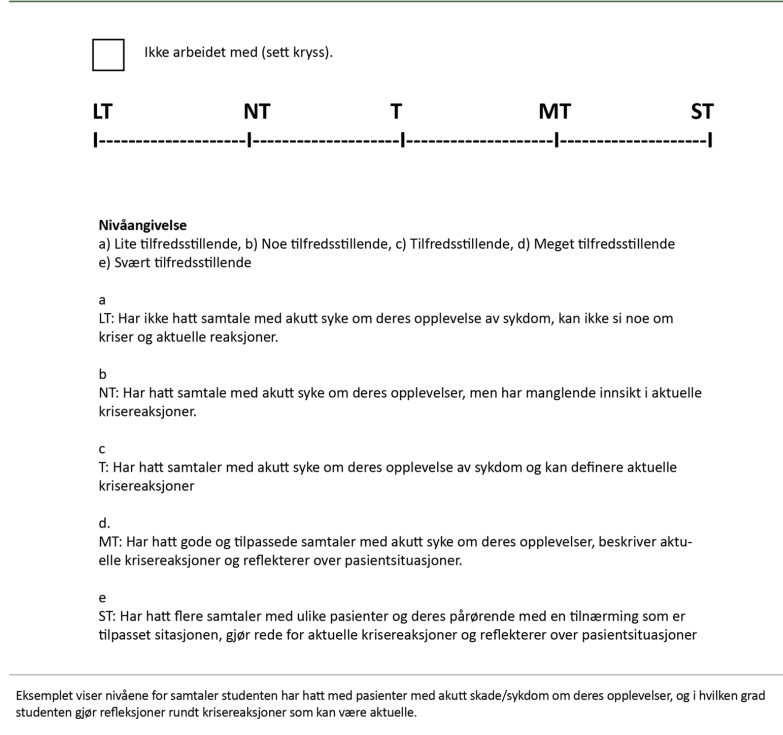 Ikke arbeidet med (sett kryss).
LT NT T MT ST
|--------------------|--------------------|--------------------|--------------------|
Nivåangivelse
a) Lite tilfredsstillende, b) Noe tilfredsstillende, c) Tilfredsstillende, d) Meget tilfredsstillende
e) Svært tilfredsstillende
a
LT: Har ikke hatt samtale med akutt syke om deres opplevelse av sykdom, kan ikke si noe om
kriser og aktuelle reaksjoner.
b
NT: Har hatt samtale med akutt syke om deres opplevelser, men har manglende innsikt i aktuelle
krisereaksjoner.
c
T: Har hatt samtaler med akutt syke om deres opplevelse av sykdom og kan definere aktuelle
krisereaksjoner
d.
MT: Har hatt gode og tilpassede samtaler med akutt syke om deres opplevelser, beskriver aktu-
elle krisereaksjoner og reflekterer over pasientsituasjoner.
e
ST: Har hatt flere samtaler med ulike pasienter og deres pårørende med en tilnærming som er
tilpasset sitasjonen, gjør rede for aktuelle krisereaksjoner og reflekterer over pasientsituasjoner
Eksemplet viser nivåene for samtaler studenten har hatt med pasienter med akutt skade/sykdom om deres opplevelser, og i hvilken grad
studenten gjør refleksjoner rundt krisereaksjoner som kan være aktuelle.